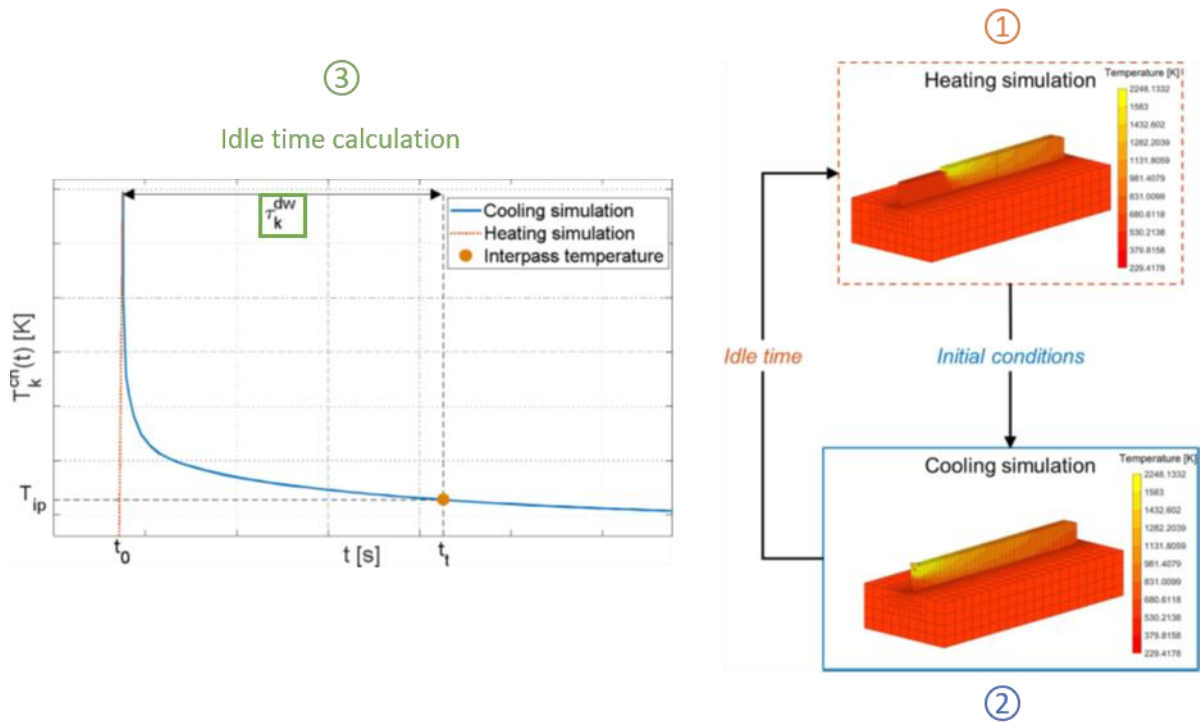 ③
Idle time calculation
τ_k^dw
Cooling simulation
Heating simulation
Interpass temperature
T_k^cn(t) [K]
T_ip
t_0
t [s]
t_t
①
Heating simulation
Temperature [K]
2248.1332
1583
1432.602
1282.2039
1131.8059
981.4079
831.0099
680.6118
530.2138
379.8158
229.4178
Idle time
Initial conditions
Cooling simulation
Temperature [K]
2248.1332
1583
1432.602
1282.2039
1131.8059
981.4079
831.0099
680.6118
530.2138
379.8158
229.4178
②